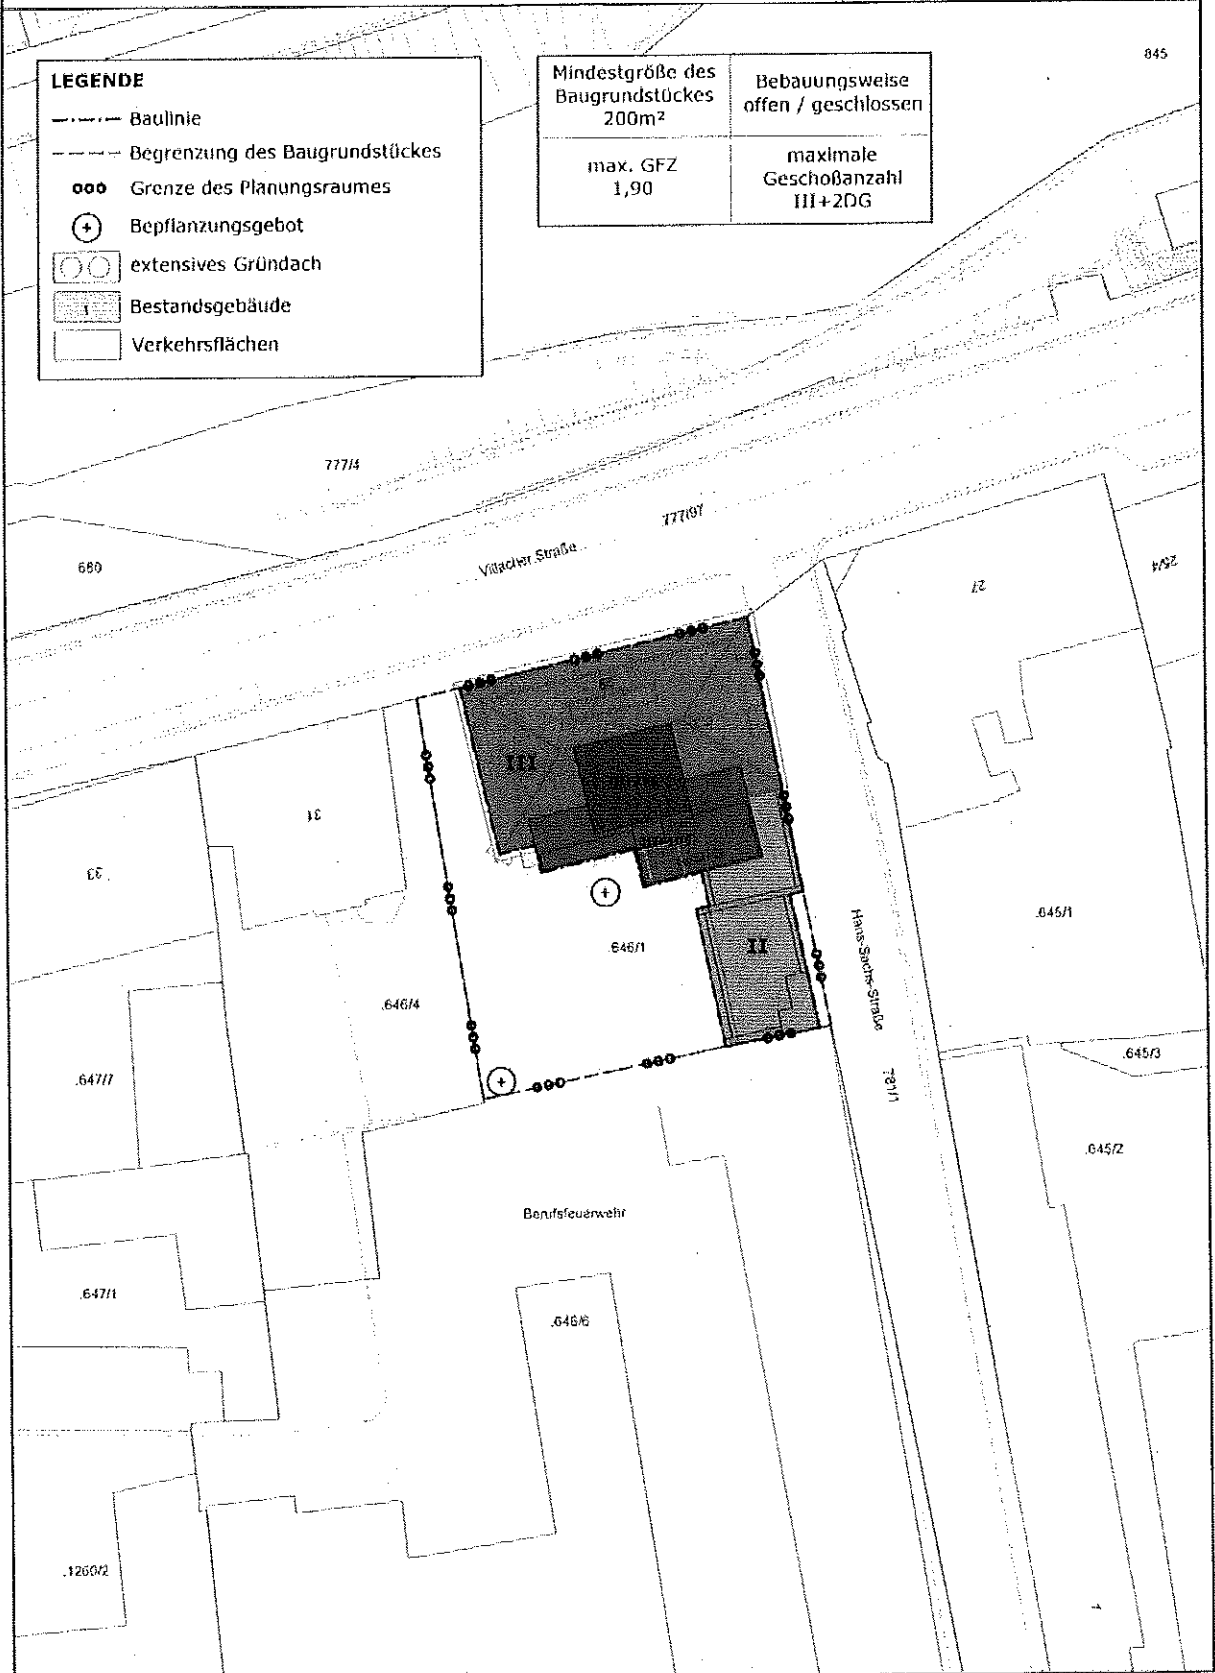 LEGENDE
Baulinie
Begrenzung des Baugrundstückes
Grenze des Planungsraumes
Bepflanzungsgebot
extensives Gründach
I Bestandsgebäude
Verkehrsflächen
Mindestgröße des
Baugrundstückes
200m²
Bebauungsweise
offen / geschlossen
max. GFZ
1,90
maximale
Geschoßanzahl
III+2DG
845
777/4
777/97
Villacher Straße
680
27
25/4
III
31
33
.646/1
II
Hans-Sachs-Straße
.645/1
.646/4
.647/7
781/1
.645/3
.645/2
Berufsfeuerwehr
.647/1
.646/6
.1260/2
1